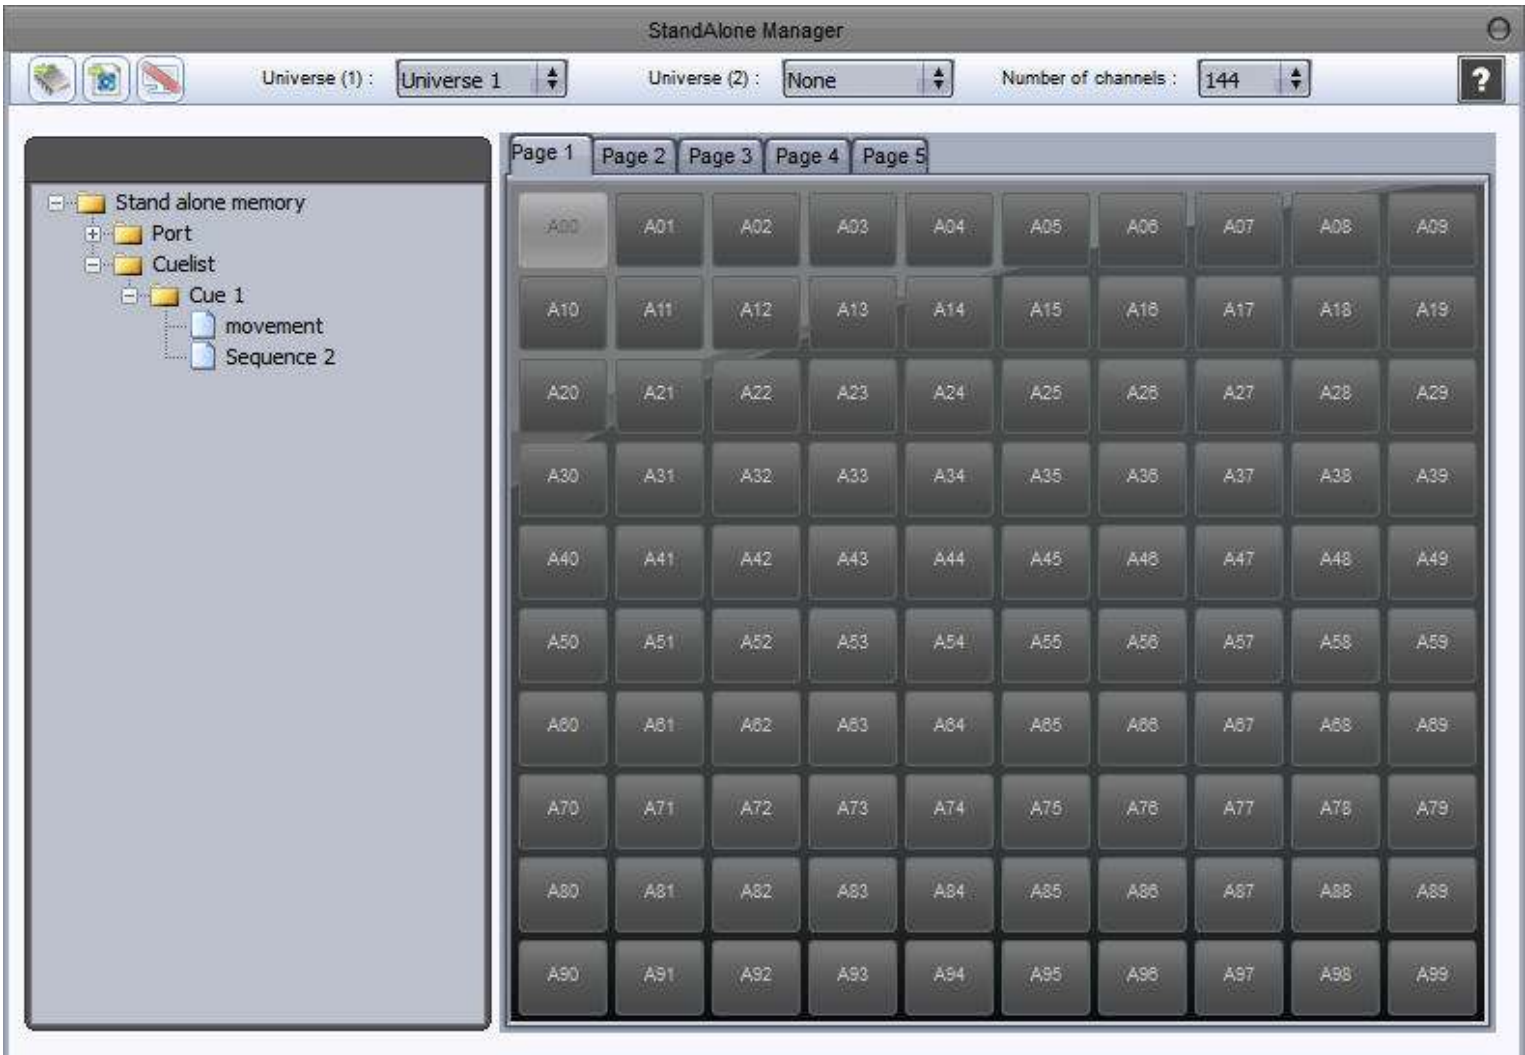 StandAlone Manager
Universe (1) : Universe 1 Universe (2) : None Number of channels : 144 ?
Page 1 Page 2 Page 3 Page 4 Page 5
Stand alone memory
Port
Cuelist
Cue 1
movement
Sequence 2
A00 A01 A02 A03 A04 A05 A06 A07 A08 A09
A10 A11 A12 A13 A14 A15 A16 A17 A18 A19
A20 A21 A22 A23 A24 A25 A26 A27 A28 A29
A30 A31 A32 A33 A34 A35 A36 A37 A38 A39
A40 A41 A42 A43 A44 A45 A46 A47 A48 A49
A50 A51 A52 A53 A54 A55 A56 A57 A58 A59
A60 A61 A62 A63 A64 A65 A66 A67 A68 A69
A70 A71 A72 A73 A74 A75 A76 A77 A78 A79
A80 A81 A82 A83 A84 A85 A86 A87 A88 A89
A90 A91 A92 A93 A94 A95 A96 A97 A98 A99